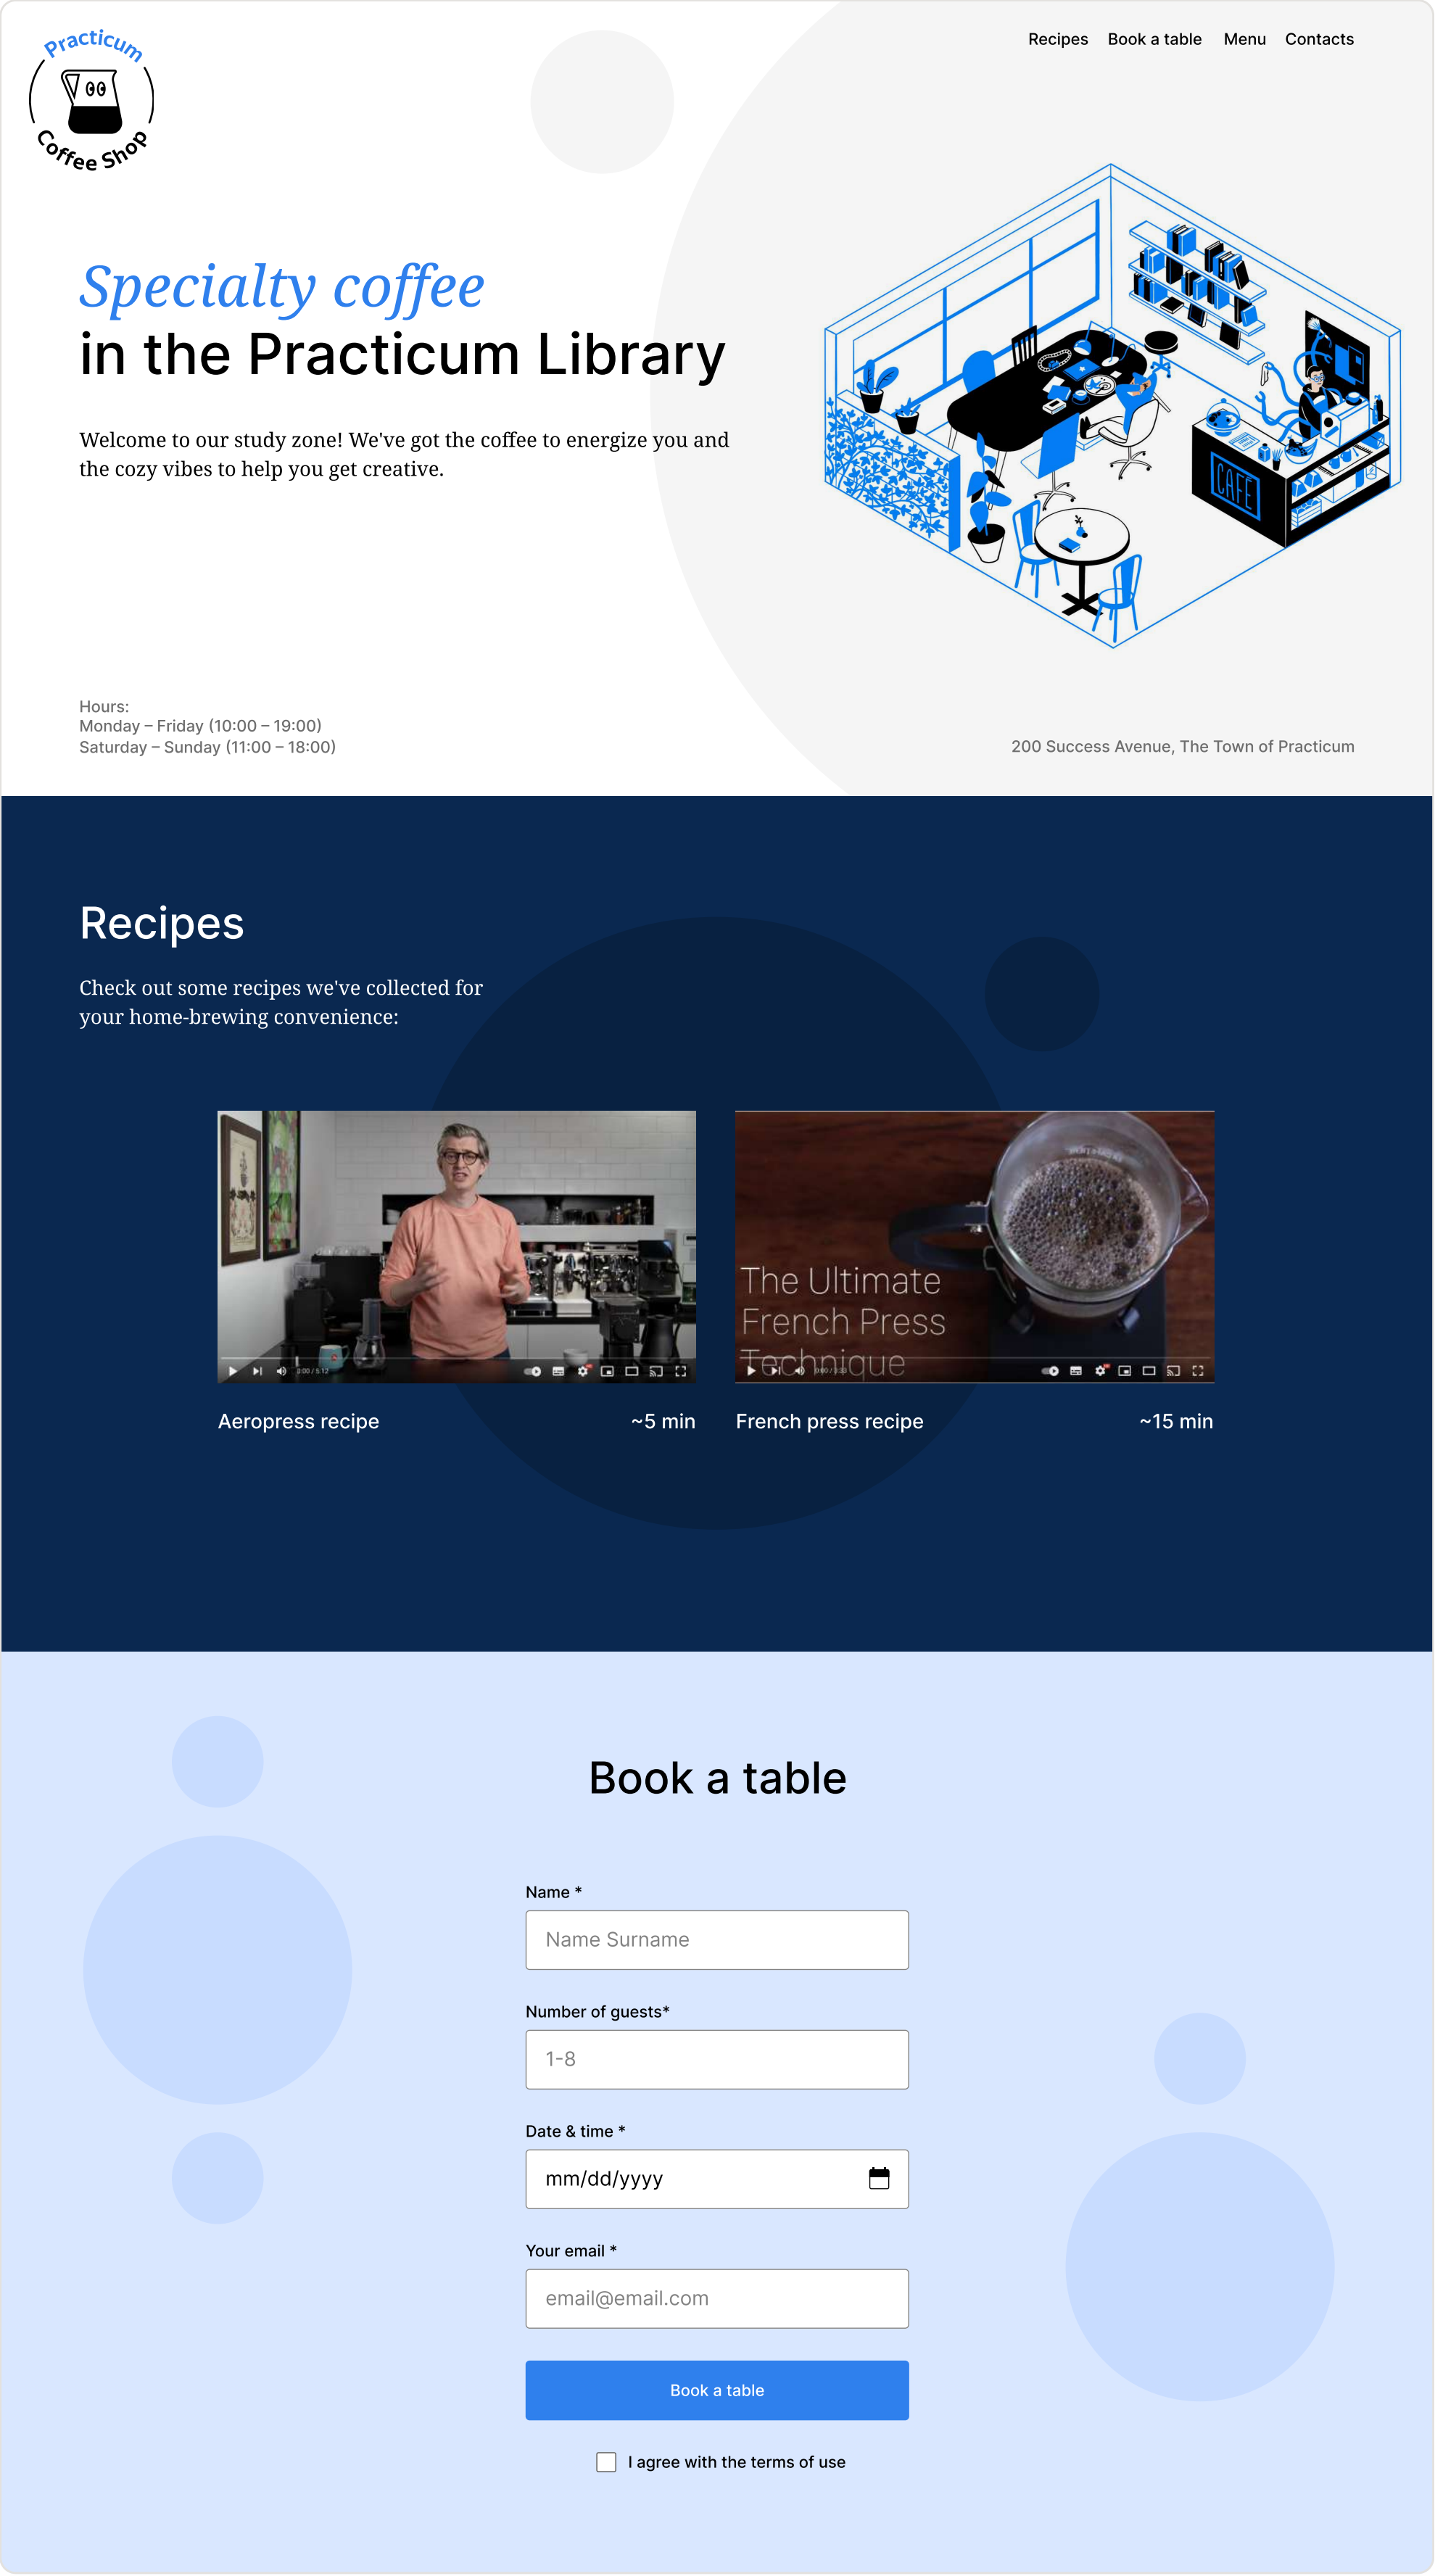 Practicum
Coffee Shop
Recipes Book a table Menu Contacts
Specialty coffee
in the Practicum Library
Welcome to our study zone! We've got the coffee to energize you and
the cozy vibes to help you get creative.
CAFE
Hours:
Monday – Friday (10:00 – 19:00)
Saturday – Sunday (11:00 – 18:00)
200 Success Avenue, The Town of Practicum
Recipes
Check out some recipes we've collected for
your home-brewing convenience:
0:00 / 5:12
The Ultimate
French Press
Technique
Aeropress recipe ~5 min
French press recipe ~15 min
Book a table
Name *
Name Surname
Number of guests*
1-8
Date & time *
mm/dd/yyyy
Your email *
email@email.com
Book a table
I agree with the terms of use